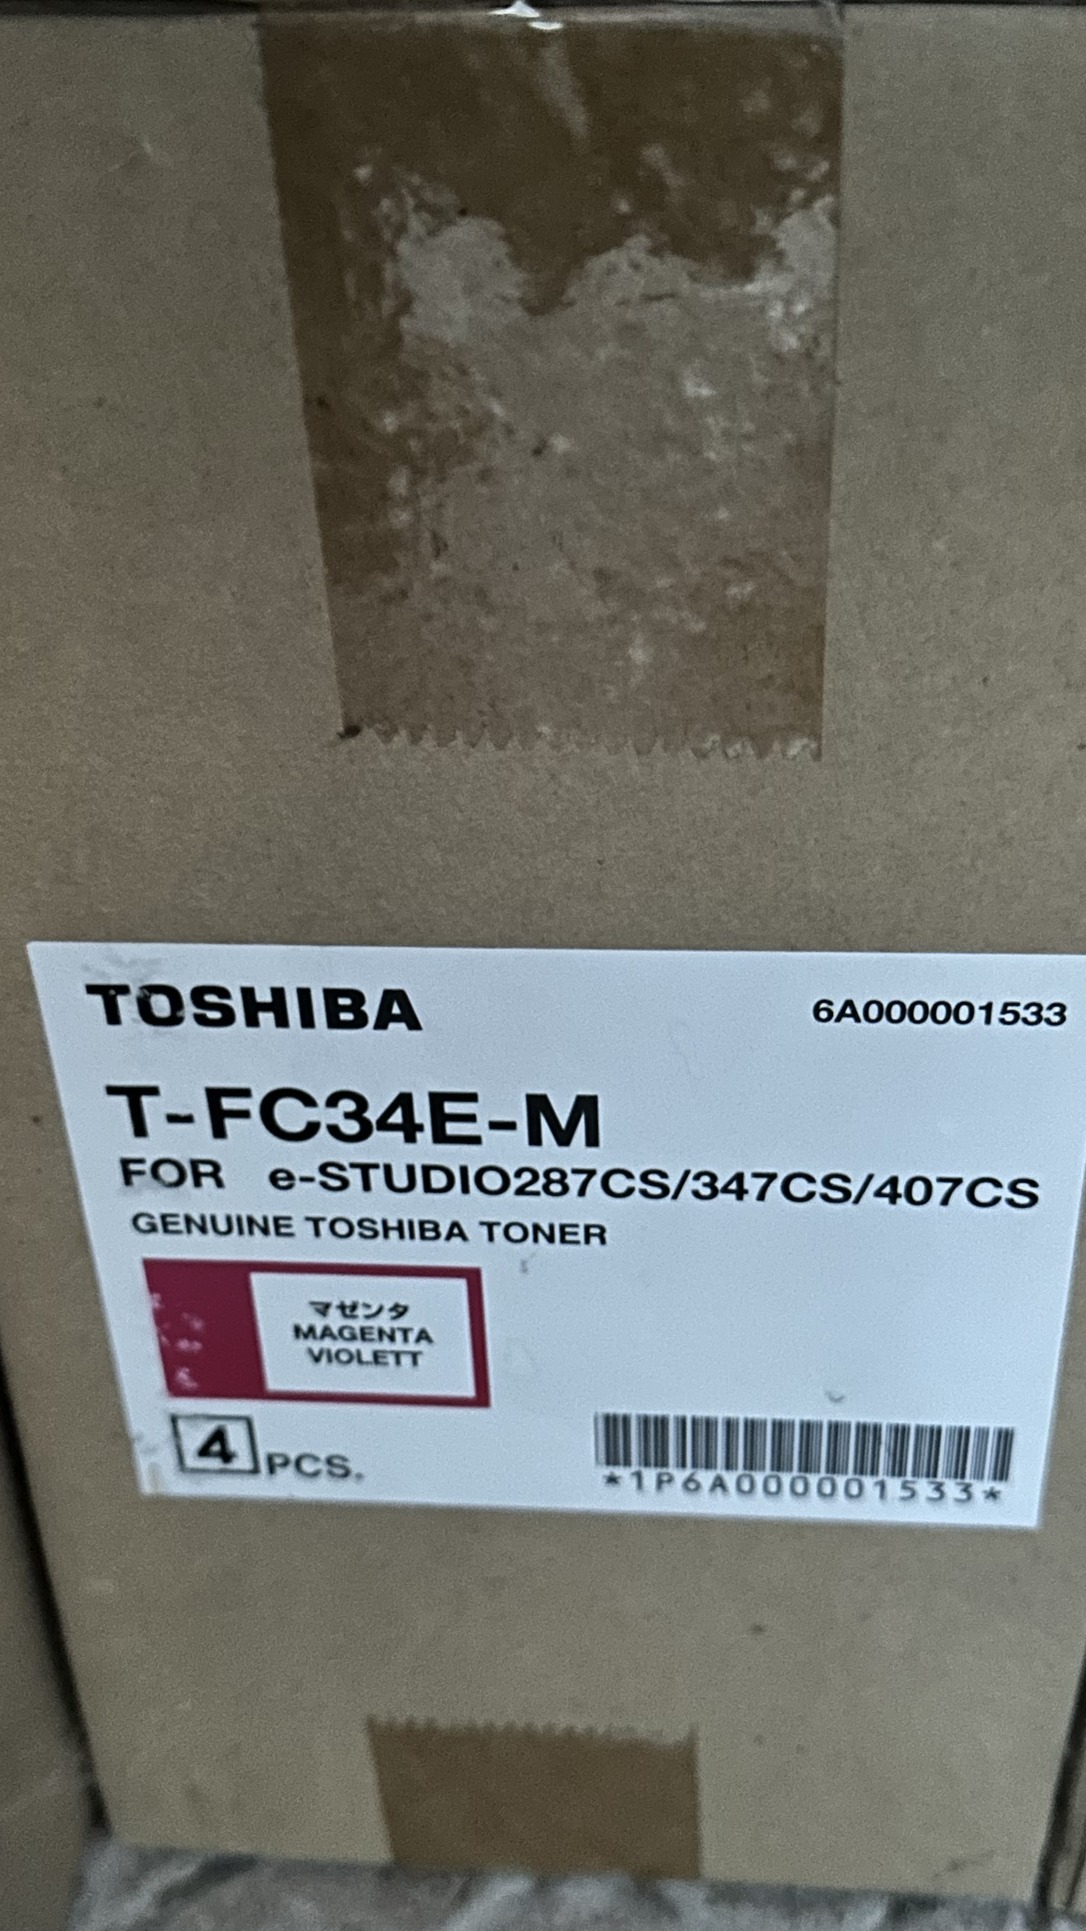 TOSHIBA
6A000001533
T-FC34E-M
FOR e-STUDIO287CS/347CS/407CS
GENUINE TOSHIBA TONER
マゼンタ
MAGENTA
VIOLETT
4 PCS.
*1P6A000001533*